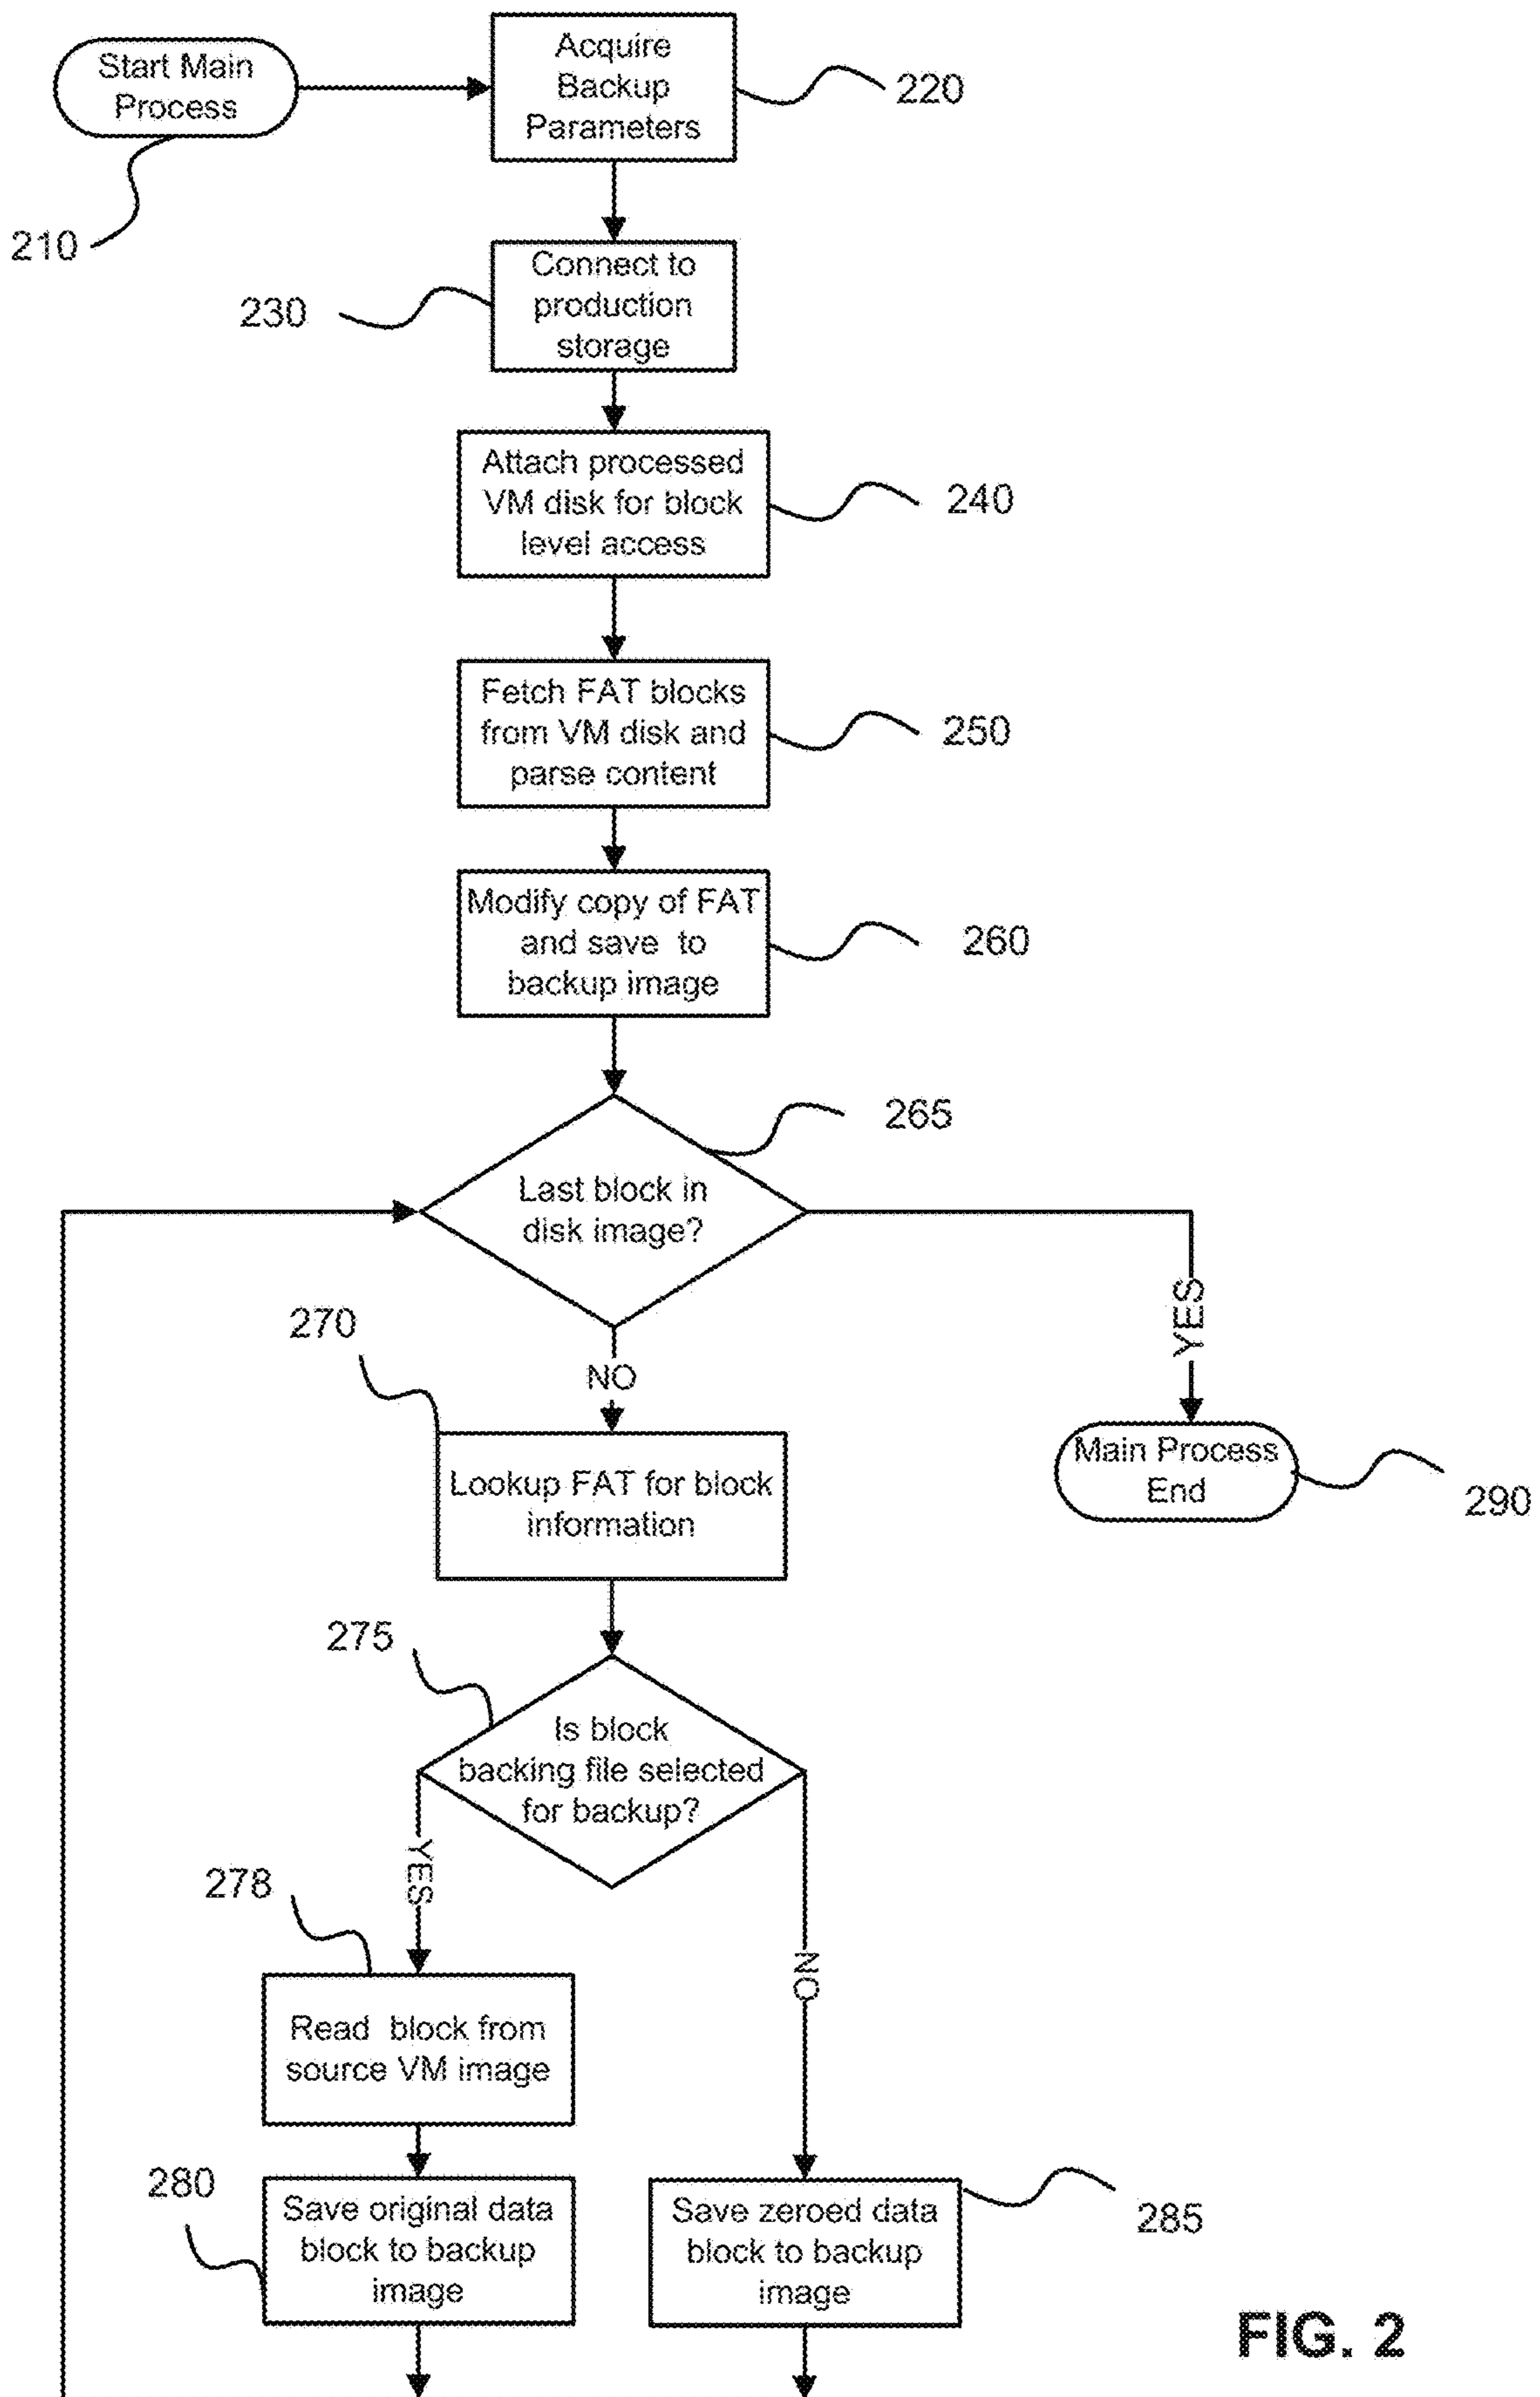 Start Main
Process
210
Acquire
Backup
Parameters
220
Connect to
production
storage
230
Attach processed
VM disk for block
level access
240
Fetch FAT blocks
from VM disk and
parse content
250
Modify copy of FAT
and save to
backup image
260
265
Last block in
disk image?
YES
NO
270
Lookup FAT for block
information
Main Process
End
290
275
Is block
backing file selected
for backup?
YES
NO
278
Read block from
source VM image
280
Save original data
block to backup
image
Save zeroed data
block to backup
image
285
FIG. 2